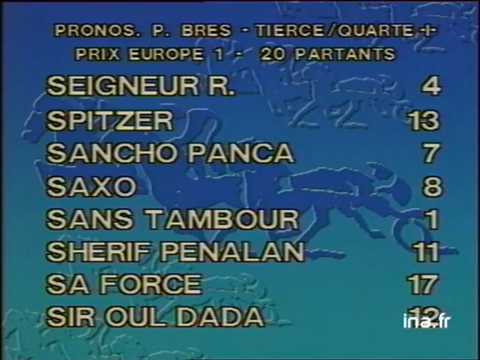 PRONOS. P. BRES - TIERCE/QUARTE+
PRIX EUROPE 1 - 20 PARTANTS
SEIGNEUR R. 4
SPITZER 13
SANCHO PANCA 7
SAXO 8
SANS TAMBOUR 1
SHERIF PENALAN 11
SA FORCE 17
SIR OUL DADA 12
ina.fr